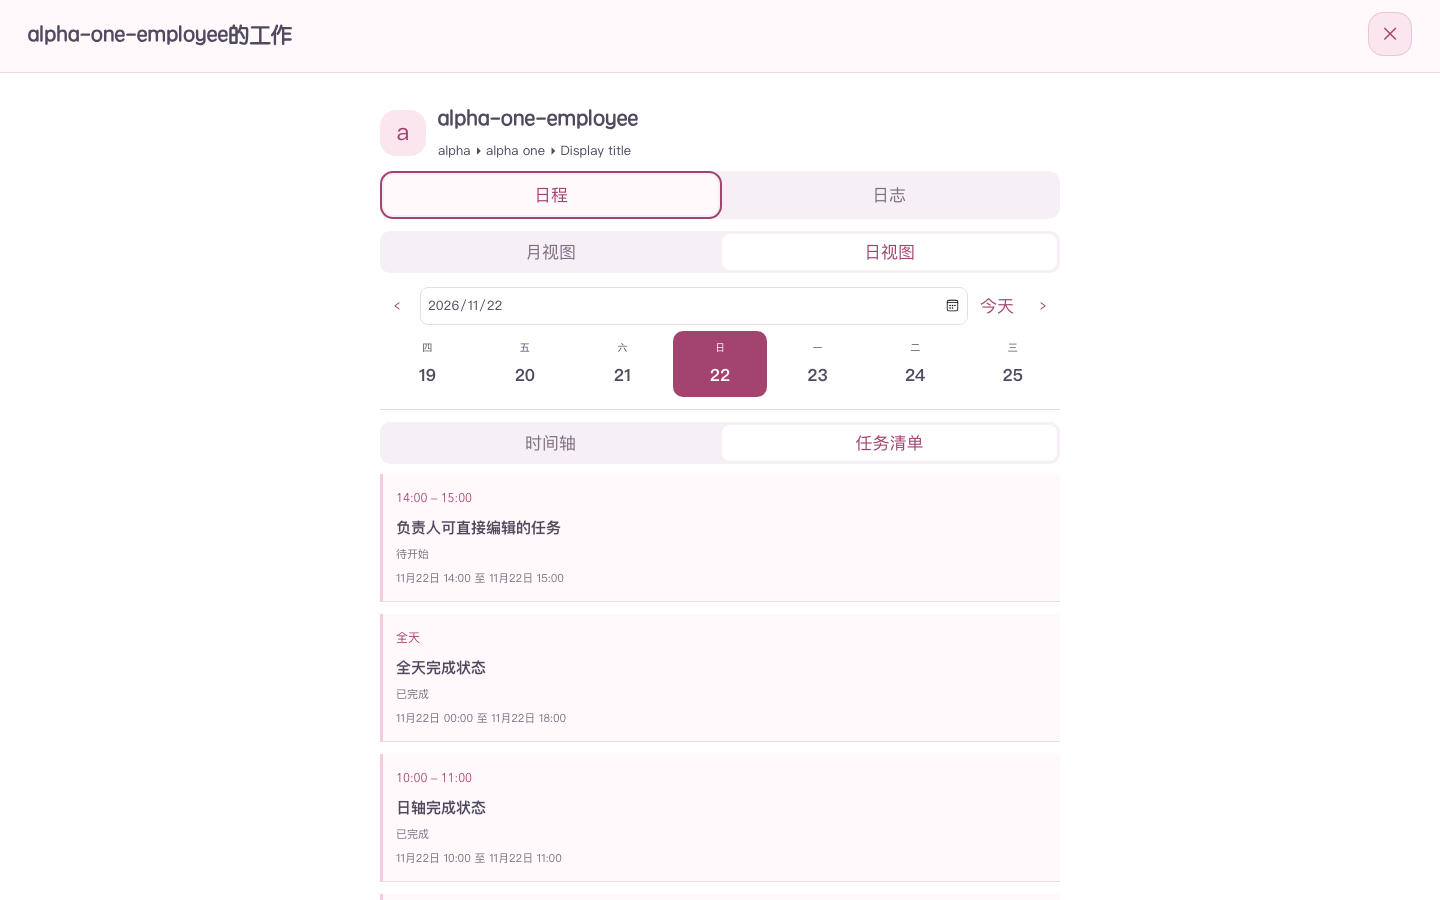 alpha-one-employee的工作
a
alpha-one-employee
alpha ▸ alpha one ▸ Display title
日程
日志
月视图
日视图
2026/11/22
今天
四 五 六 日 一 二 三
19 20 21 22 23 24 25
时间轴
任务清单
14:00 – 15:00
负责人可直接编辑的任务
待开始
11月22日 14:00 至 11月22日 15:00
全天
全天完成状态
已完成
11月22日 00:00 至 11月22日 18:00
10:00 – 11:00
日轴完成状态
已完成
11月22日 10:00 至 11月22日 11:00